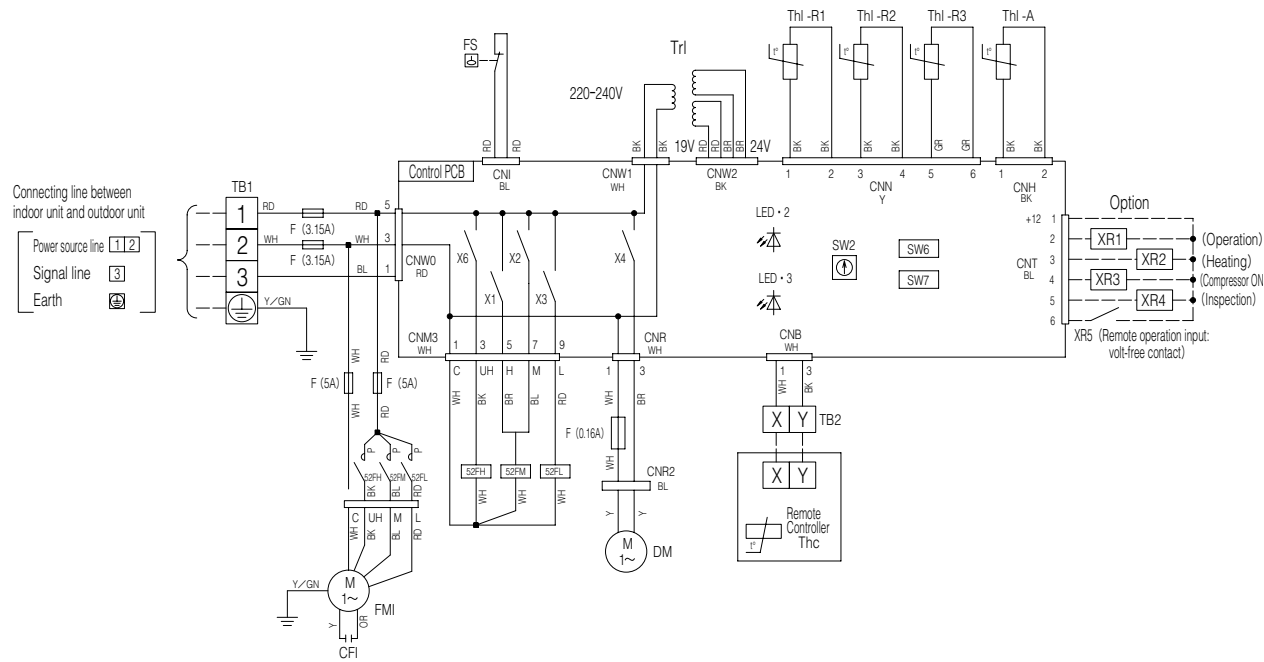 FS
TrI
ThI -R1
ThI -R2
ThI -R3
ThI -A
t°
t°
t°
t°
220-240V
19V
24V
RD
RD
BK
BK
RD
RD
BR
BR
BK
BK
BK
BK
GR
GR
BK
BK
Control PCB
CNI
BL
CNW1
WH
CNW2
BK
1
2
3
4
5
6
CNN
Y
1
2
CNH
BK
Connecting line between
indoor unit and outdoor unit
Power source line 1 2
Signal line 3
Earth
TB1
1
2
3
RD
F (3.15A)
RD
5
WH
F (3.15A)
WH
3
BL
1
CNW0
RD
Y/GN
X6
X1
X2
X3
X4
LED・2
LED・3
SW2
SW6
SW7
Option
+12
1
2
3
4
5
6
CNT
BL
XR1
XR2
XR3
XR4
(Operation)
(Heating)
(Compressor ON)
(Inspection)
XR5 (Remote operation input:
volt-free contact)
CNM3
WH
1
3
5
7
9
C
UH
H
M
L
WH
BK
BR
BL
RD
CNR
WH
1
3
WH
BR
F (0.16A)
WH
CNR2
BL
Y
Y
M
1~
DM
CNB
WH
1
3
WH
BK
X
Y
TB2
X
Y
Remote
Controller
Thc
t°
WH
RD
F (5A)
F (5A)
WH
RD
P
P
P
52FH
52FM
52FL
BK
BL
RD
C
UH
M
L
WH
BK
BL
RD
52FH
52FM
52FL
WH
WH
WH
Y/GN
M
1~
FMI
Y
OR
CFI